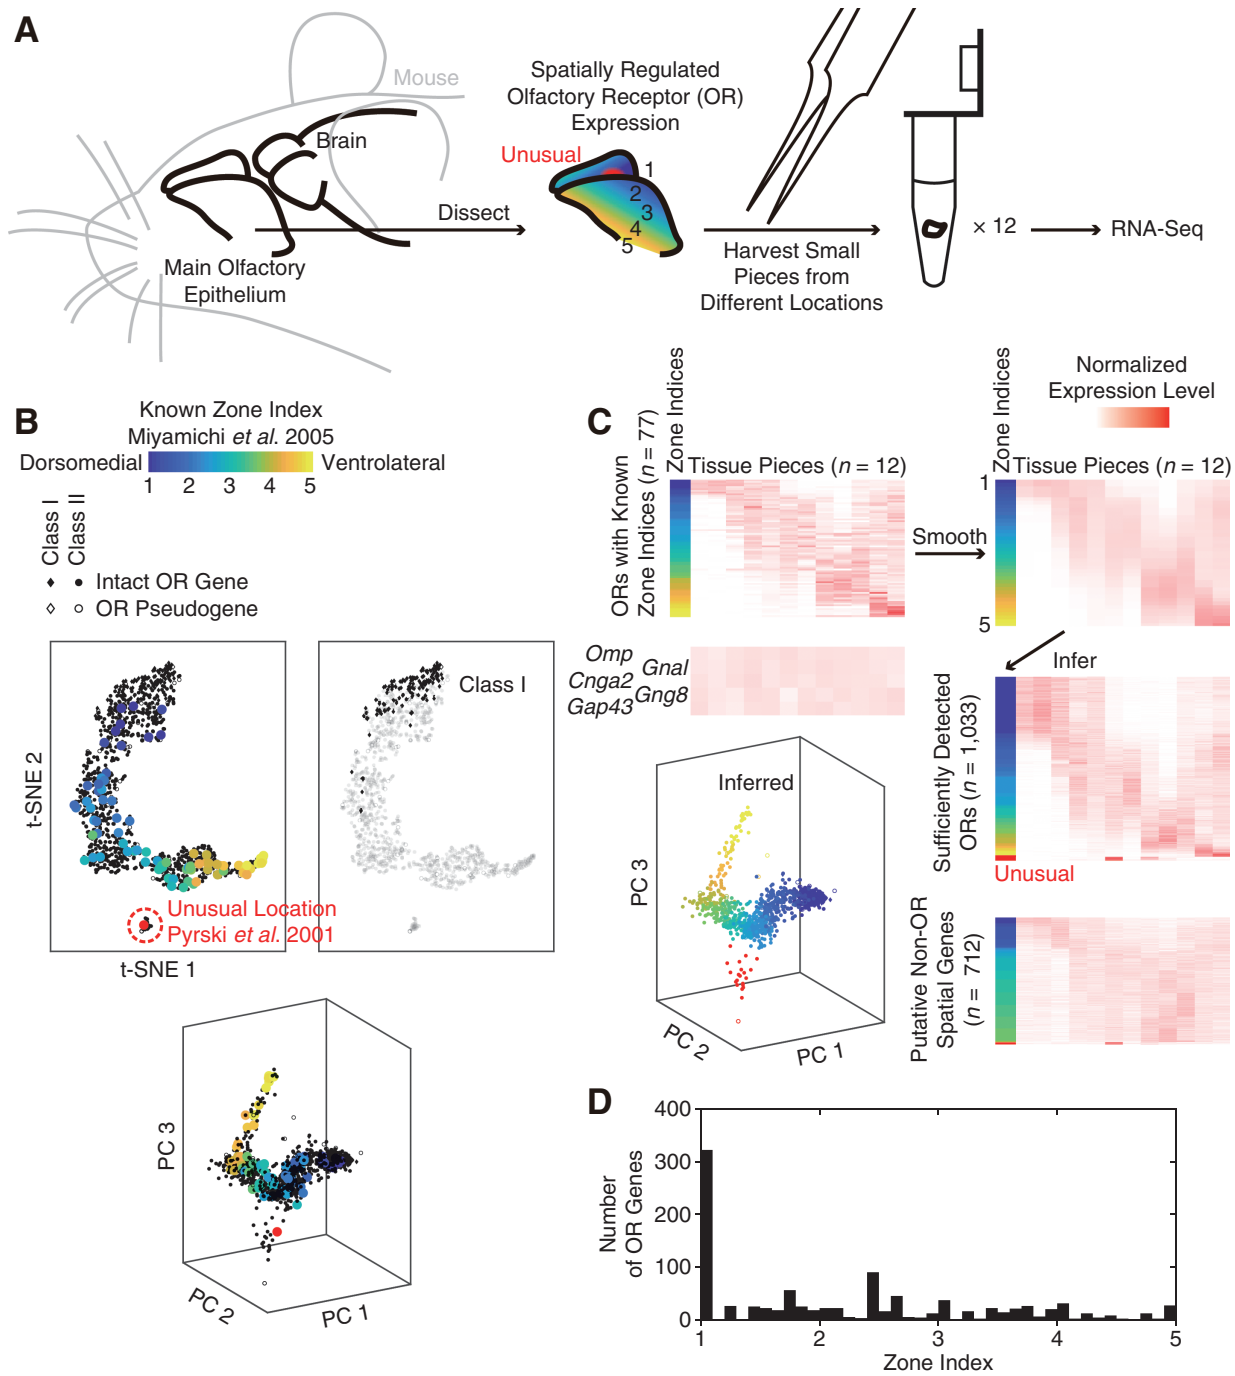 A
Mouse
Brain
Main Olfactory
Epithelium
Dissect
Spatially Regulated
Olfactory Receptor (OR)
Expression
Unusual
1
2
3
4
5
Harvest Small
Pieces from
Different Locations
× 12
RNA-Seq
B
Known Zone Index
Miyamichi et al. 2005
Dorsomedial
Ventrolateral
1 2 3 4 5
Class I
Class II
Intact OR Gene
OR Pseudogene
t-SNE 2
t-SNE 1
Unusual Location
Pyrski et al. 2001
Class I
PC 3
PC 2
PC 1
C
ORs with Known
Zone Indices (n = 77)
Zone Indices
Tissue Pieces (n = 12)
Smooth
Zone Indices
Normalized
Expression Level
Tissue Pieces (n = 12)
1
5
Omp
Cnga2
Gap43
Gnal
Gng8
Infer
Inferred
PC 3
PC 2
PC 1
Sufficiently Detected
ORs (n = 1,033)
Unusual
Putative Non-OR
Spatial Genes
(n = 712)
D
Number
of OR Genes
400
300
200
100
0
1 2 3 4 5
Zone Index